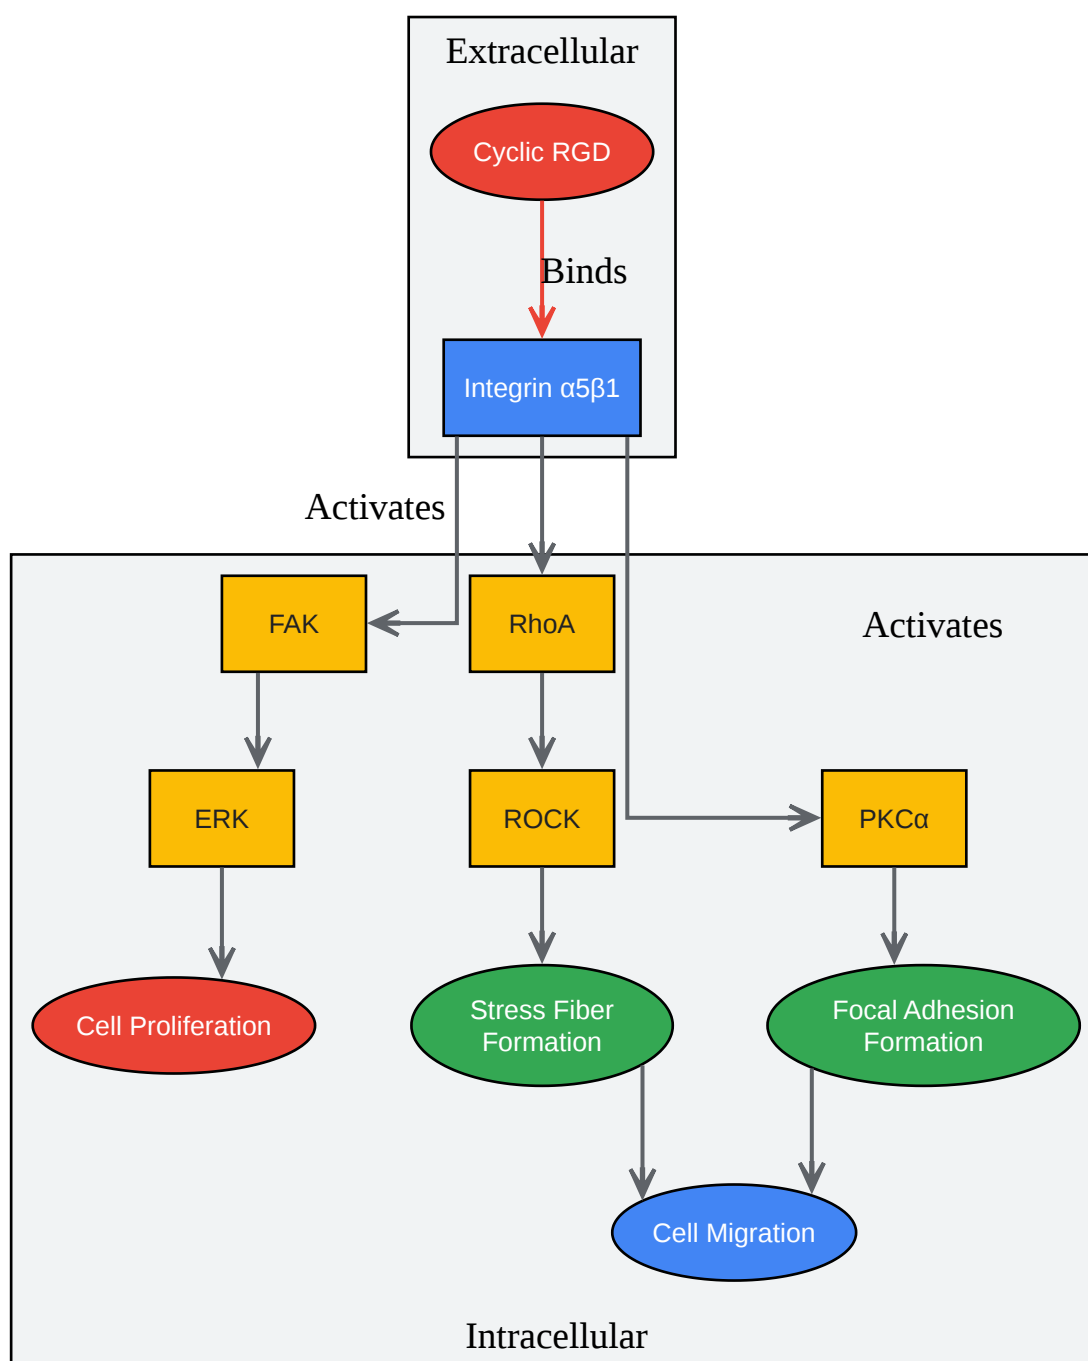 Extracellular
Cyclic RGD
Binds
Integrin α5β1
Activates
FAK
RhoA
Activates
ERK
ROCK
PKCα
Cell Proliferation
Stress Fiber
Formation
Focal Adhesion
Formation
Cell Migration
Intracellular